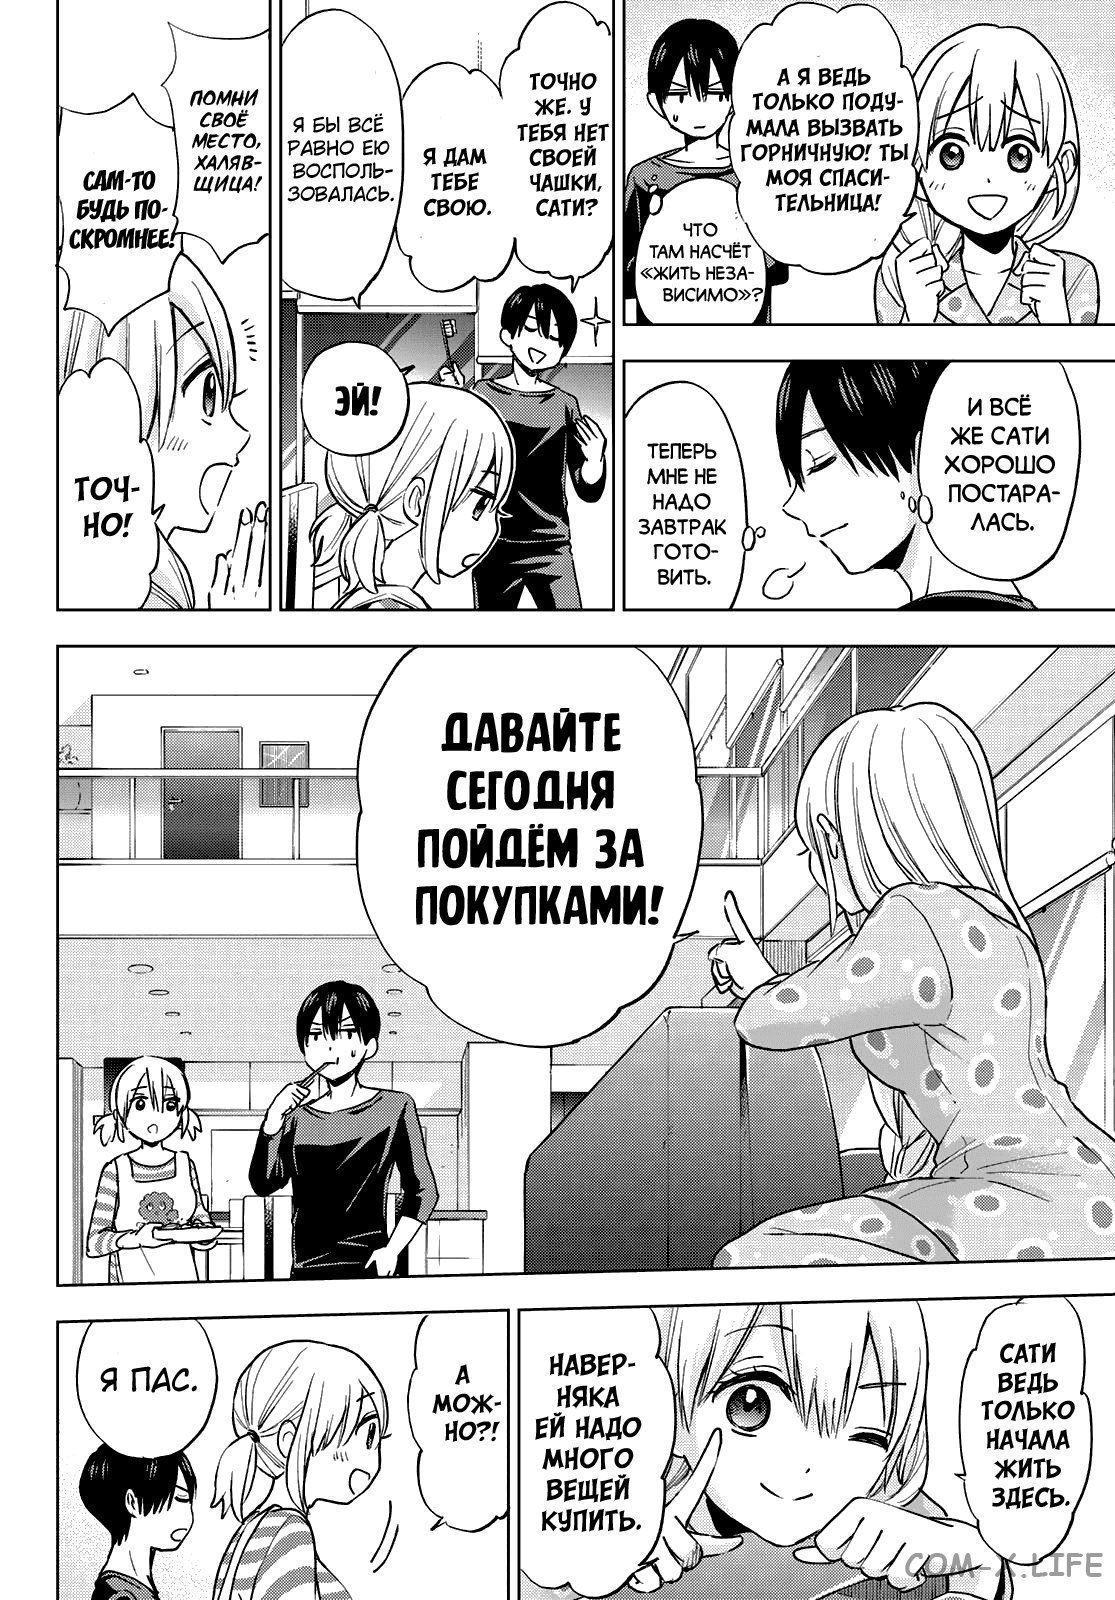 А Я ВЕДЬ
ТОЛЬКО ПОДУ-
МАЛА ВЫЗВАТЬ
ГОРНИЧНУЮ! ТЫ
МОЯ СПАСИ-
ТЕЛЬНИЦА!
ЧТО
ТАМ НАСЧЁТ
«ЖИТЬ НЕЗА-
ВИСИМО»?
И ВСЁ
ЖЕ САТИ
ХОРОШО
ПОСТАРА-
ЛАСЬ.
ТЕПЕРЬ
МНЕ НЕ
НАДО
ЗАВТРАК
ГОТО-
ВИТЬ.
ТОЧНО
ЖЕ. У
ТЕБЯ НЕТ
СВОЕЙ
ЧАШКИ,
САТИ?
Я ДАМ
ТЕБЕ
СВОЮ.
Я БЫ ВСЁ
РАВНО ЕЮ
ВОСПОЛЬ-
ЗОВАЛАСЬ.
ЭЙ!
ПОМНИ
СВОЁ
МЕСТО,
ХАЛЯВ-
ЩИЦА!
САМ-ТО
БУДЬ ПО-
СКРОМНЕЕ!
ТОЧ-
НО!
ДАВАЙТЕ
СЕГОДНЯ
ПОЙДЁМ ЗА
ПОКУПКАМИ!
САТИ
ВЕДЬ
ТОЛЬКО
НАЧАЛА
ЖИТЬ
ЗДЕСЬ.
НАВЕР-
НЯКА
ЕЙ НАДО
МНОГО
ВЕЩЕЙ
КУПИТЬ.
А
МОЖ-
НО?!
Я ПАС.
COM-X.LIFE